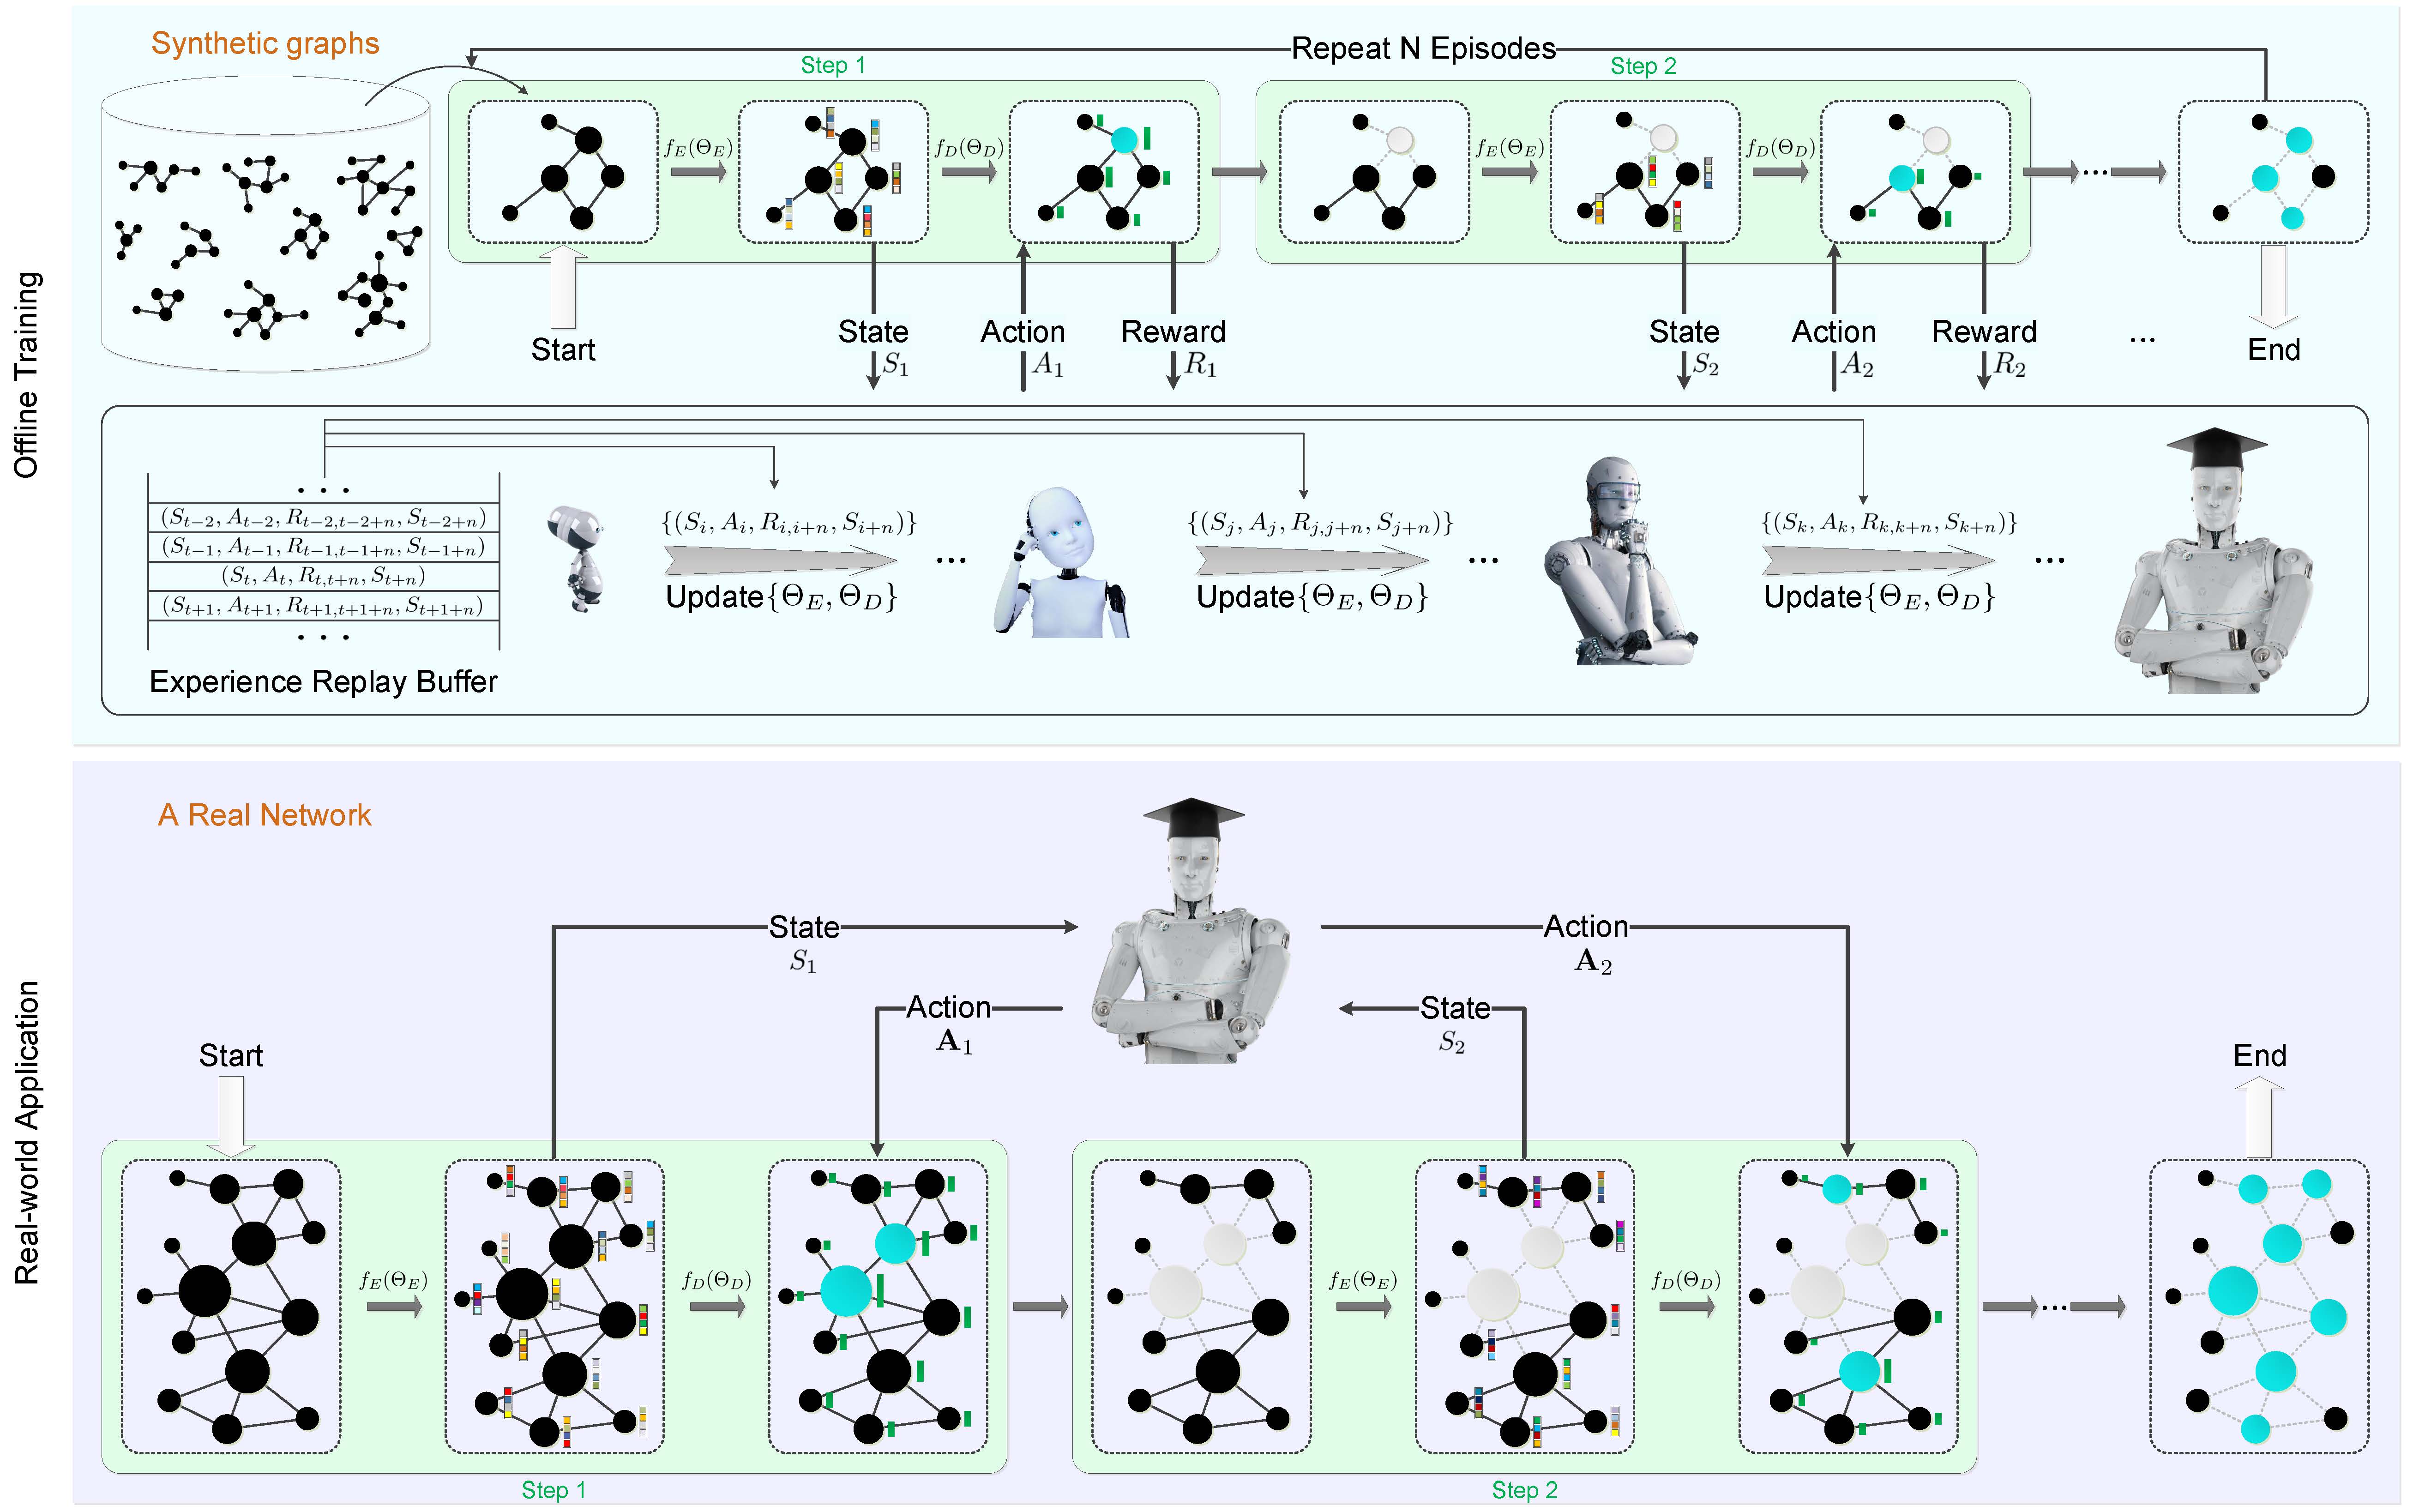 Synthetic graphs
Repeat N Episodes
Step 1
Step 2
$f_E(\Theta_E)$
$f_D(\Theta_D)$
$f_E(\Theta_E)$
$f_D(\Theta_D)$
...
Start
State
$S_1$
Action
$A_1$
Reward
$R_1$
State
$S_2$
Action
$A_2$
Reward
$R_2$
...
End
Offline Training
. . .
$(S_{t-2}, A_{t-2}, R_{t-2,t-2+n}, S_{t-2+n})$
$(S_{t-1}, A_{t-1}, R_{t-1,t-1+n}, S_{t-1+n})$
$(S_t, A_t, R_{t,t+n}, S_{t+n})$
$(S_{t+1}, A_{t+1}, R_{t+1,t+1+n}, S_{t+1+n})$
. . .
Experience Replay Buffer
$\{(S_i, A_i, R_{i,i+n}, S_{i+n})\}$
Update$\{\Theta_E, \Theta_D\}$
...
$\{(S_j, A_j, R_{j,j+n}, S_{j+n})\}$
Update$\{\Theta_E, \Theta_D\}$
...
$\{(S_k, A_k, R_{k,k+n}, S_{k+n})\}$
Update$\{\Theta_E, \Theta_D\}$
...
A Real Network
State
$S_1$
Action
$\mathbf{A}_2$
Action
$\mathbf{A}_1$
State
$S_2$
Start
End
Real-world Application
$f_E(\Theta_E)$
$f_D(\Theta_D)$
$f_E(\Theta_E)$
$f_D(\Theta_D)$
...
Step 1
Step 2